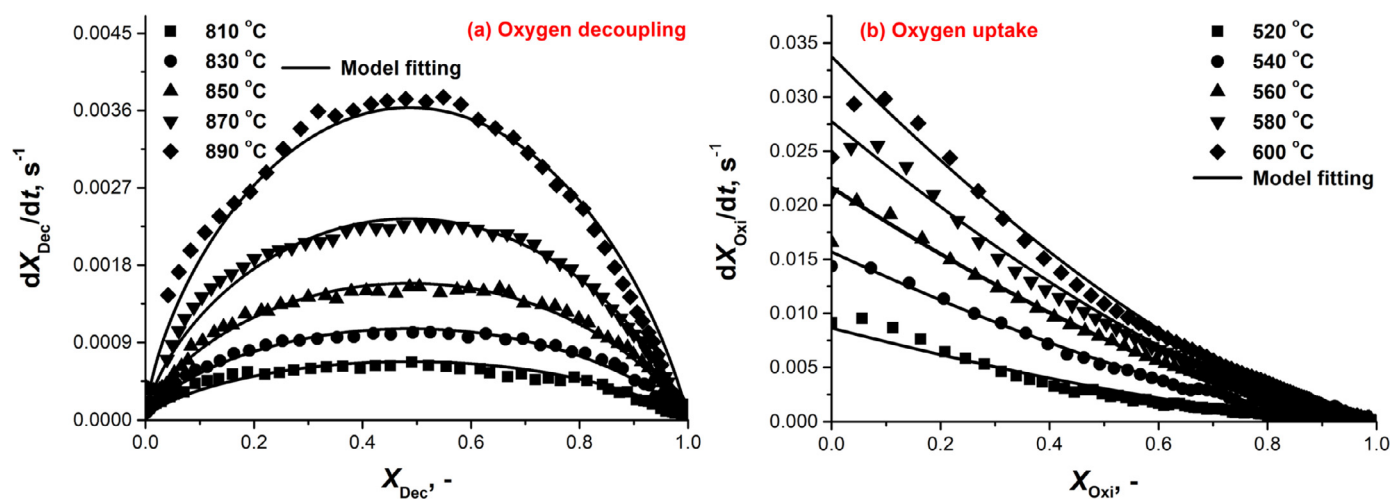 (a) Oxygen decoupling
810 °C
830 °C
850 °C
870 °C
890 °C
Model fitting
0.0045
0.0036
0.0027
0.0018
0.0009
0.0000
dX_Dec/dt, s⁻¹
0.0 0.2 0.4 0.6 0.8 1.0
X_Dec, -
(b) Oxygen uptake
520 °C
540 °C
560 °C
580 °C
600 °C
Model fitting
0.035
0.030
0.025
0.020
0.015
0.010
0.005
0.000
dX_Oxi/dt, s⁻¹
0.0 0.2 0.4 0.6 0.8 1.0
X_Oxi, -